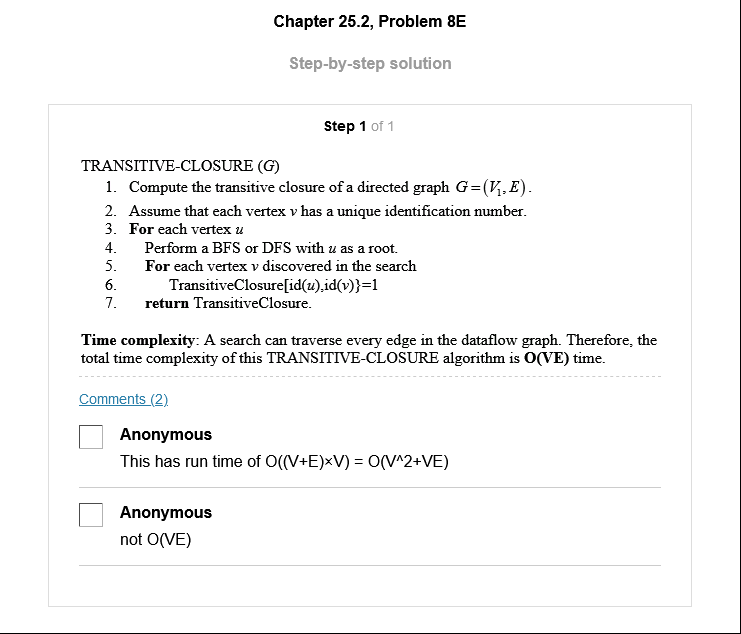 Chapter 25.2, Problem 8E
Step-by-step solution
Step 1 of 1
TRANSITIVE-CLOSURE (G)
1. Compute the transitive closure of a directed graph G=(V₁, E).
2. Assume that each vertex v has a unique identification number.
3. For each vertex u
4. Perform a BFS or DFS with u as a root.
5. For each vertex v discovered in the search
6. TransitiveClosure[id(u),id(v)}=1
7. return TransitiveClosure.
Time complexity: A search can traverse every edge in the dataflow graph. Therefore, the
total time complexity of this TRANSITIVE-CLOSURE algorithm is O(VE) time.
Comments (2)
Anonymous
This has run time of O((V+E)×V) = O(V^2+VE)
Anonymous
not O(VE)